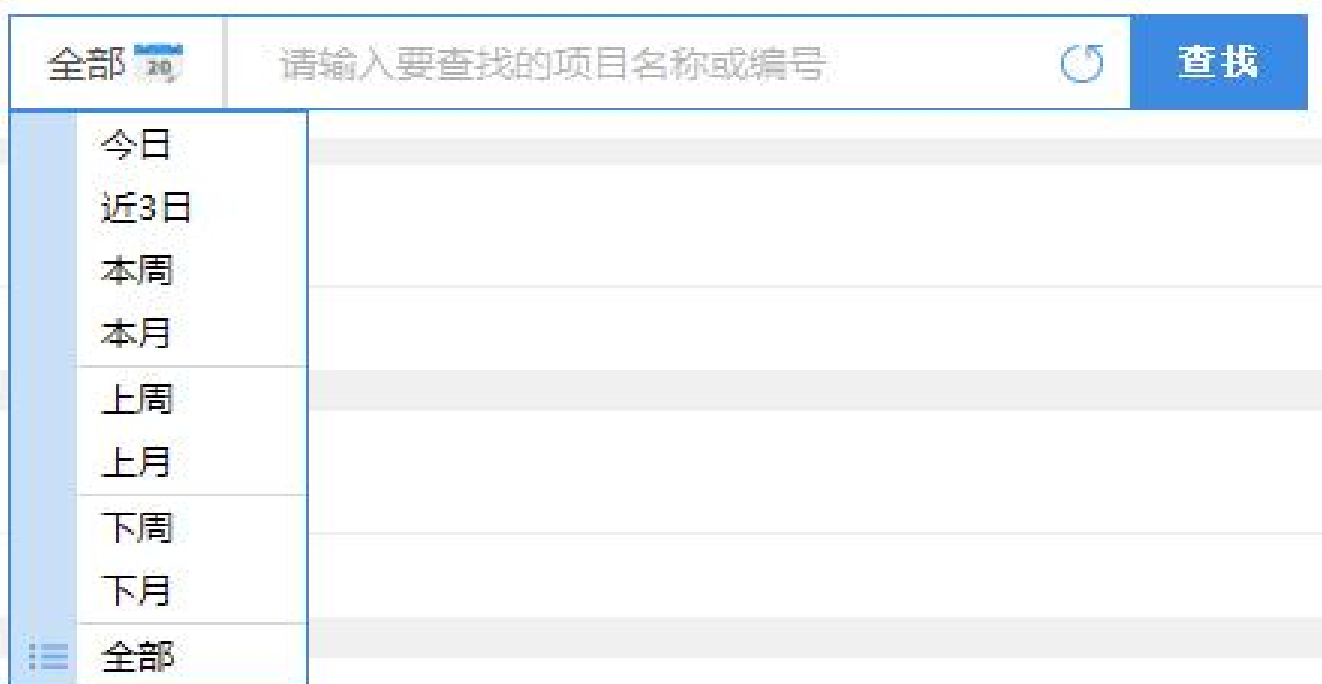 全部 20 请输入要查找的项目名称或编号 查找
今日
近3日
本周
本月
上周
上月
下周
下月
全部